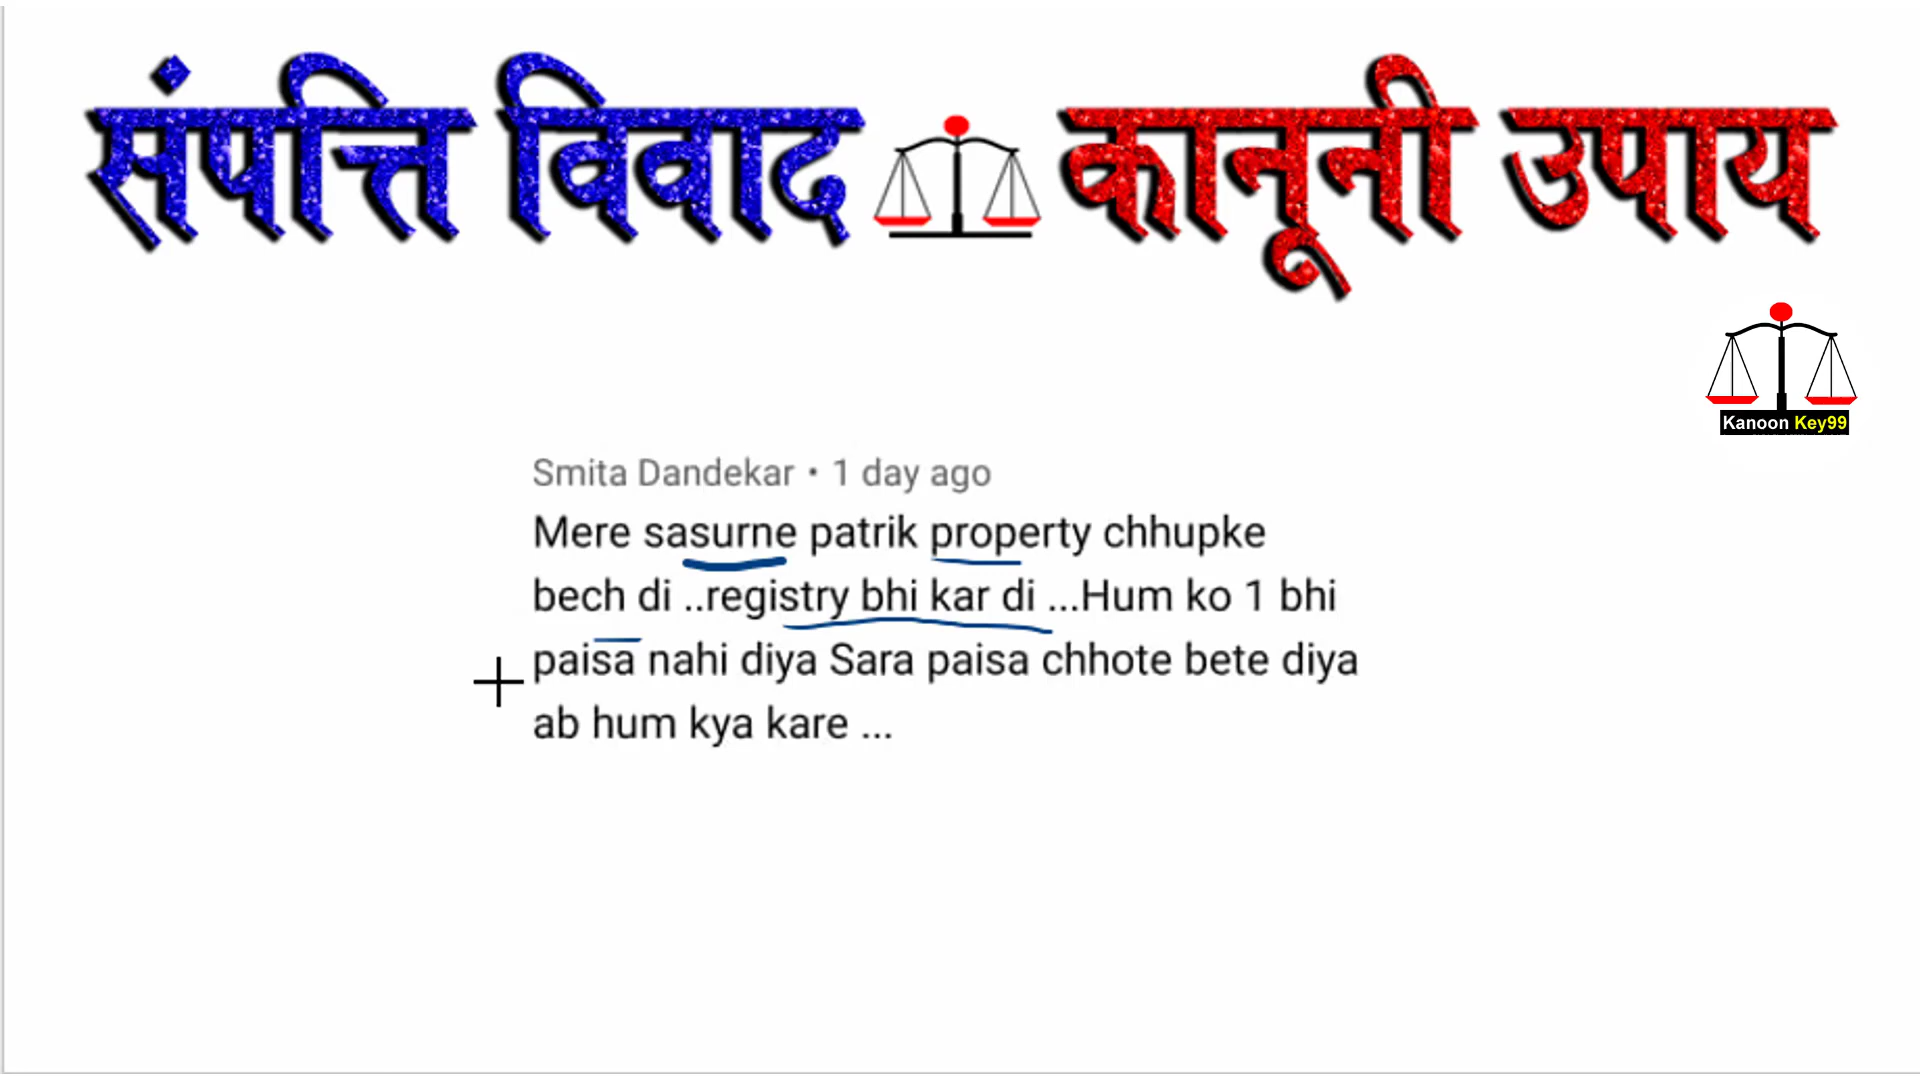 संपत्ति विवाद कानूनी उपाय
Kanoon Key99
Smita Dandekar • 1 day ago
Mere sasurne patrik property chhupke
bech di ..registry bhi kar di ...Hum ko 1 bhi
paisa nahi diya Sara paisa chhote bete diya
ab hum kya kare ...